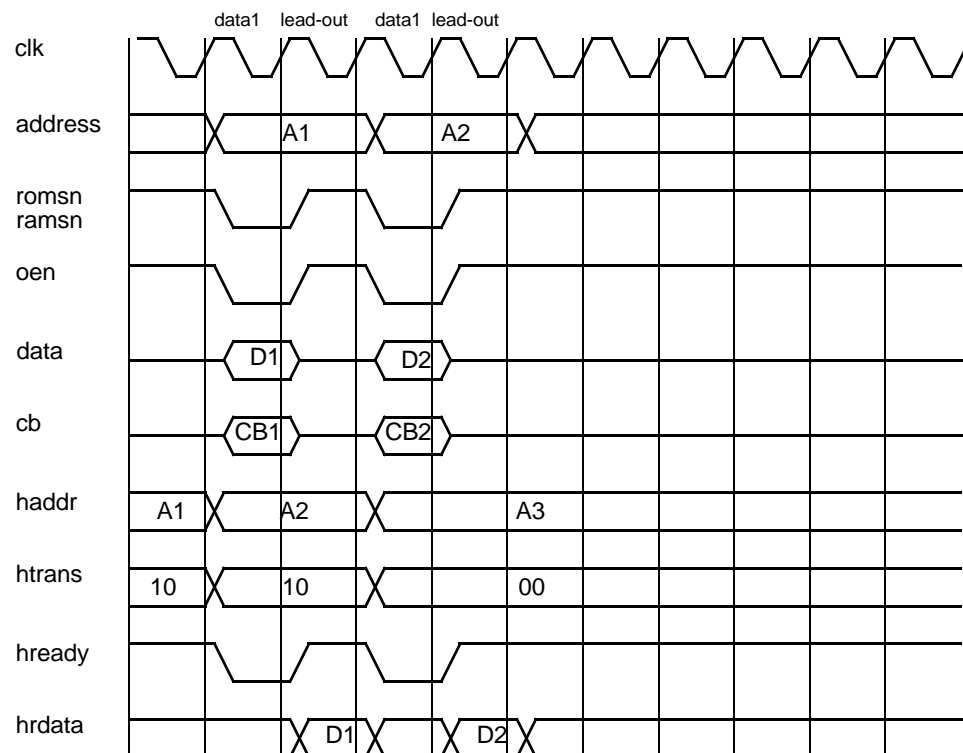 data1 lead-out data1 lead-out
clk
address A1 A2
romsn
ramsn
oen
data D1 D2
cb CB1 CB2
haddr A1 A2 A3
htrans 10 10 00
hready
hrdata D1 D2